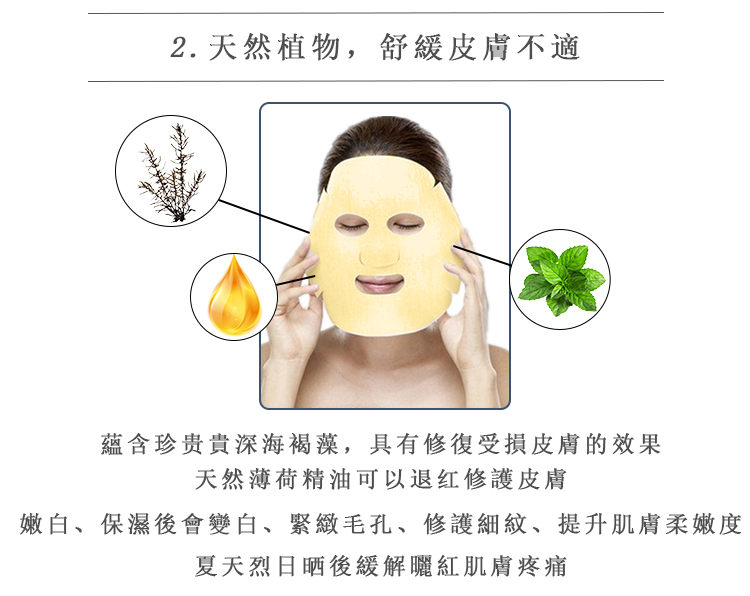 2. 天然植物，舒緩皮膚不適
蘊含珍贵貴深海褐藻，具有修復受損皮膚的效果
天然薄荷精油可以退红修護皮膚
嫩白、保濕後會變白、緊緻毛孔、修護細紋、提升肌膚柔嫩度
夏天烈日晒後緩解曬紅肌膚疼痛